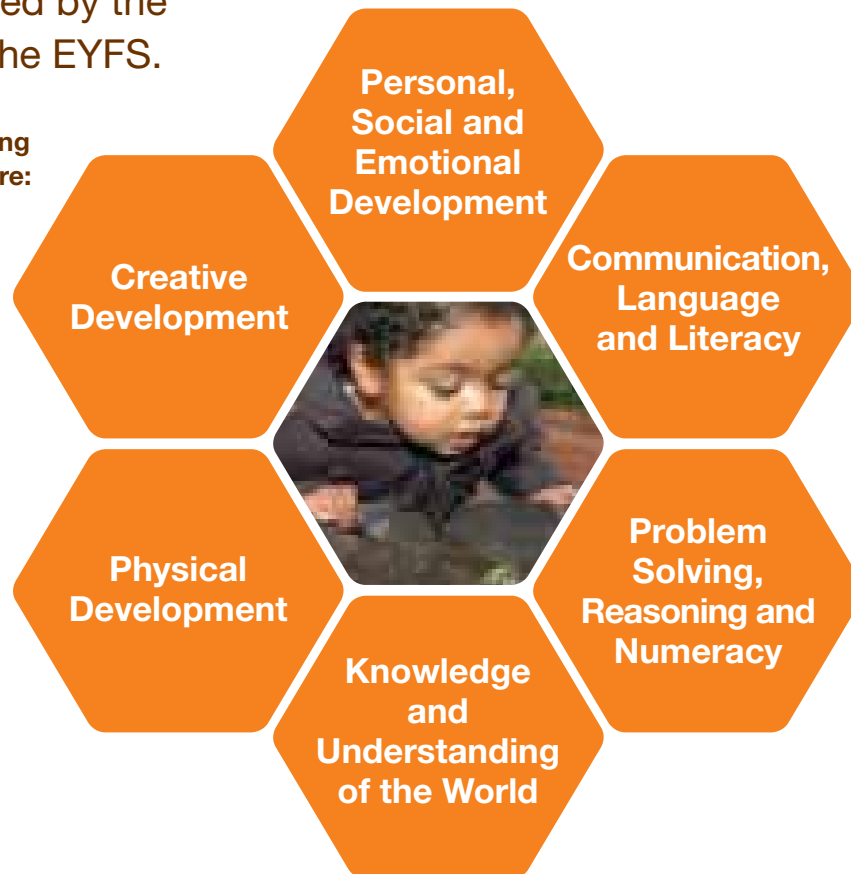 ed by the
he EYFS.
ng
re:
Personal,
Social and
Emotional
Development
Communication,
Language
and Literacy
Problem
Solving,
Reasoning and
Numeracy
Knowledge
and
Understanding
of the World
Physical
Development
Creative
Development